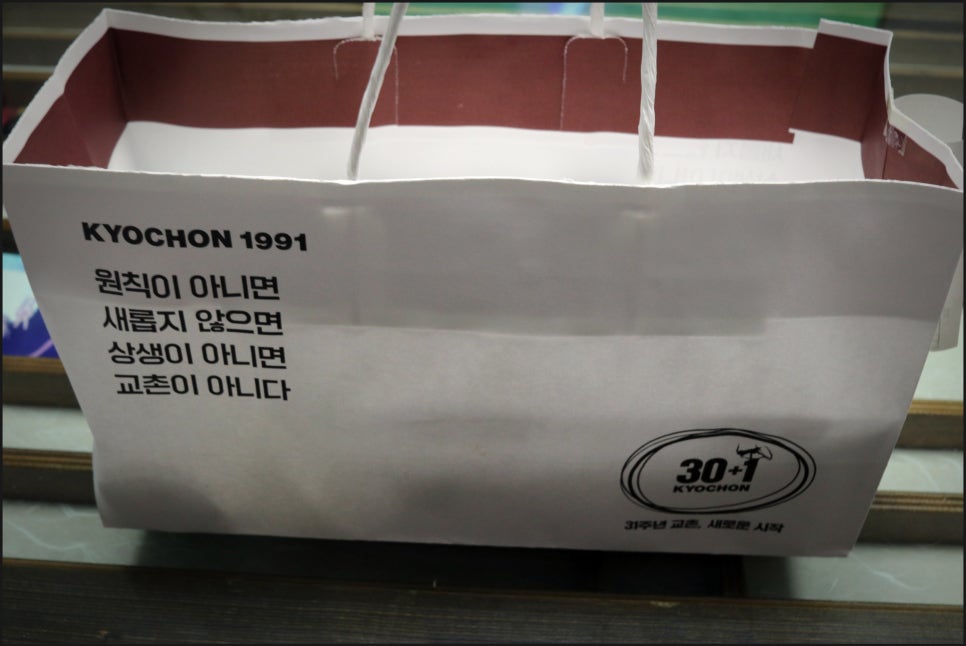 KYOCHON 1991
원칙이 아니면
새롭지 않으면
상생이 아니면
교촌이 아니다
30+1
KYOCHON
31주년 교촌, 새로운 시작